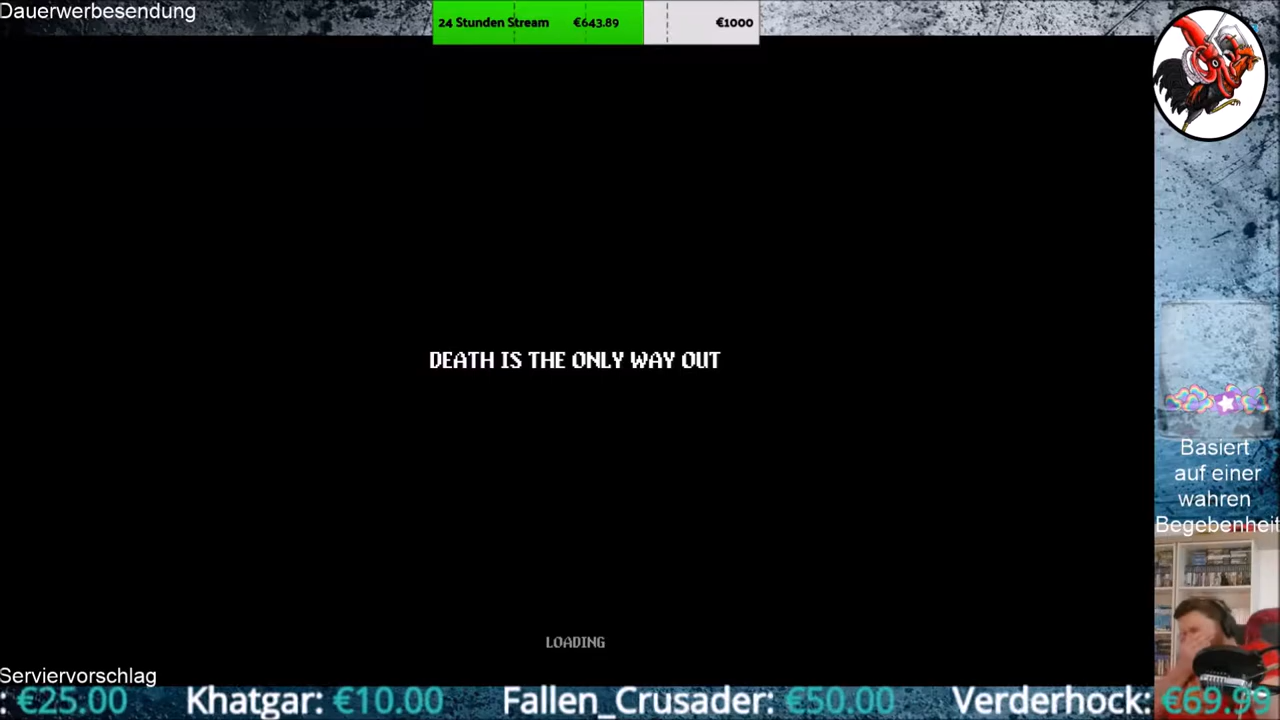 Dauerwerbesendung
24 Stunden Stream €643.89 €1000
DEATH IS THE ONLY WAY OUT
Basiert
auf einer
wahren
Begebenheit
LOADING
Serviervorschlag
: €25.00 Khatgar: €10.00 Fallen_Crusader: €50.00 Verderhock: €69.99